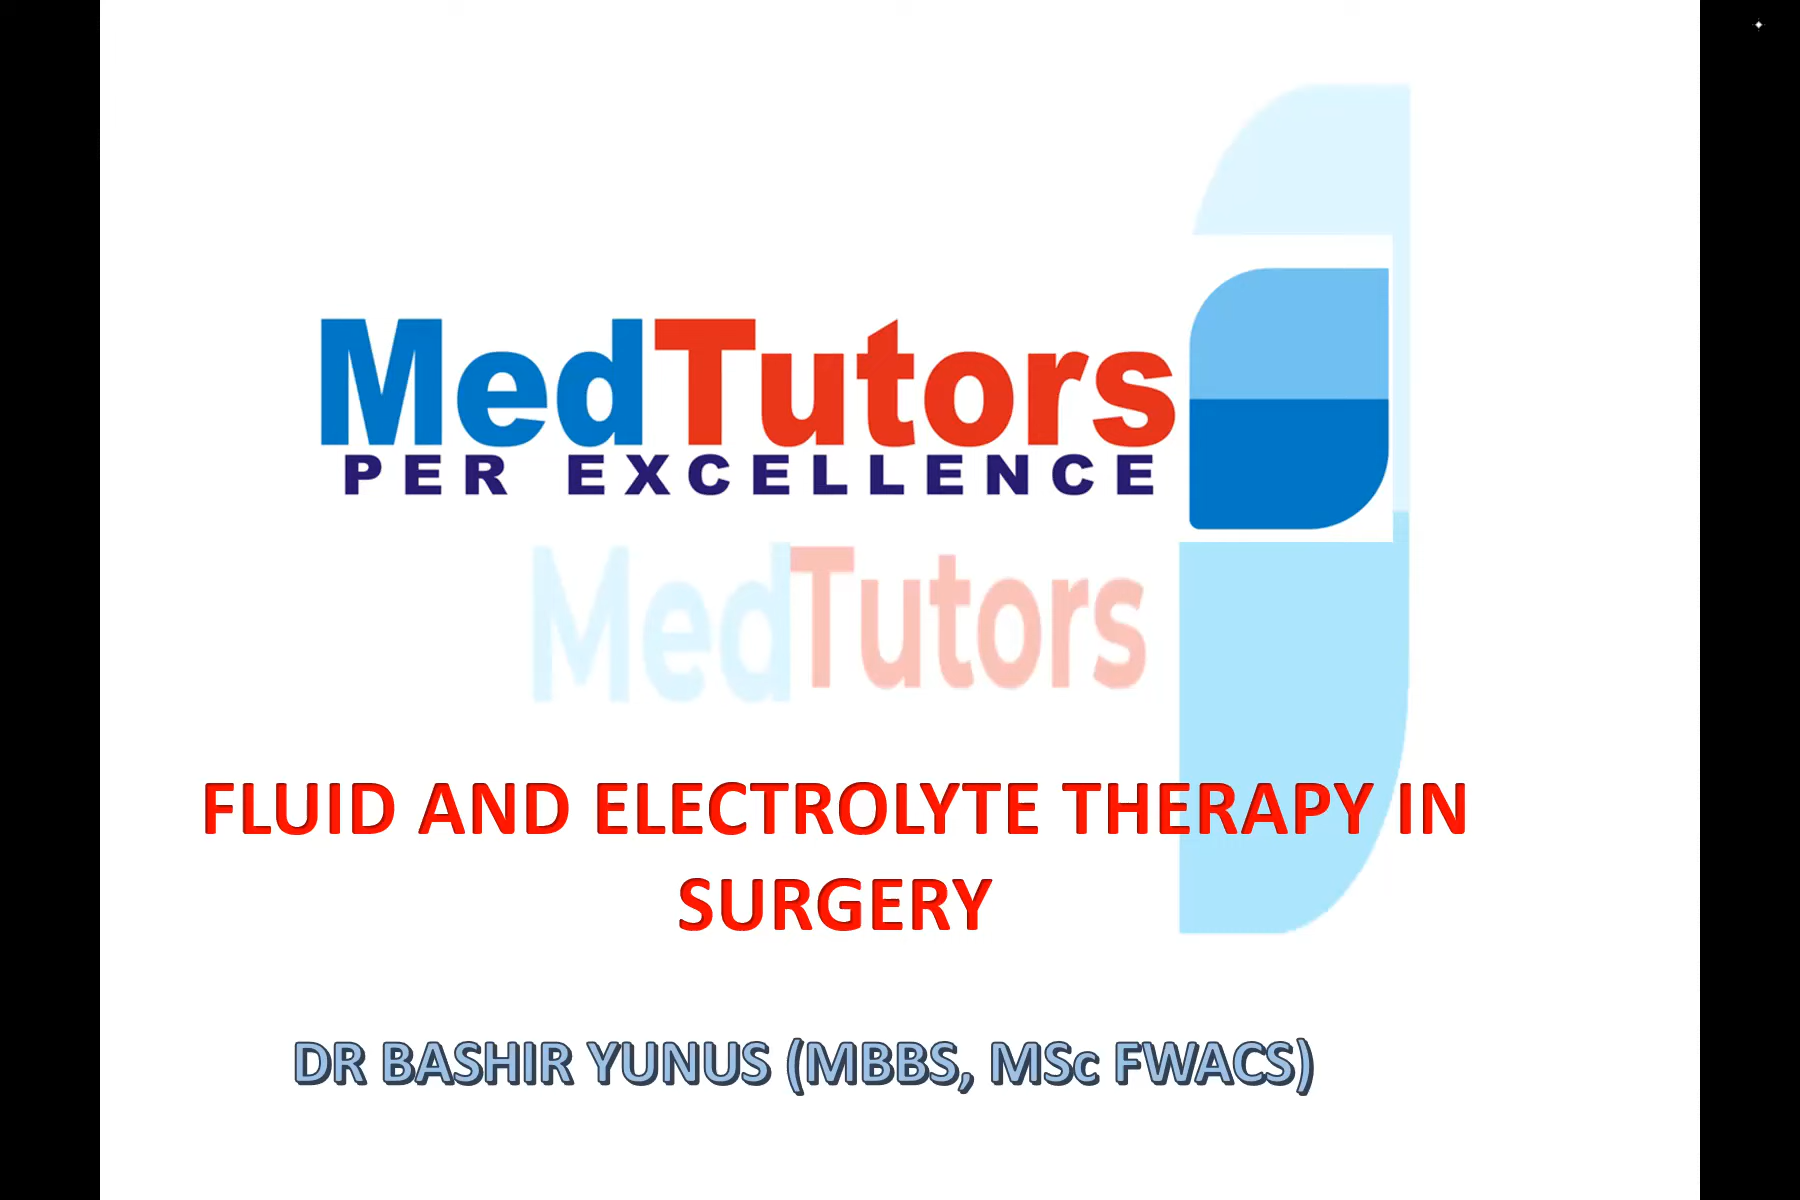 MedTutors
PER EXCELLENCE
MedTutors
FLUID AND ELECTROLYTE THERAPY IN
SURGERY
DR BASHIR YUNUS (MBBS, MSc FWACS)